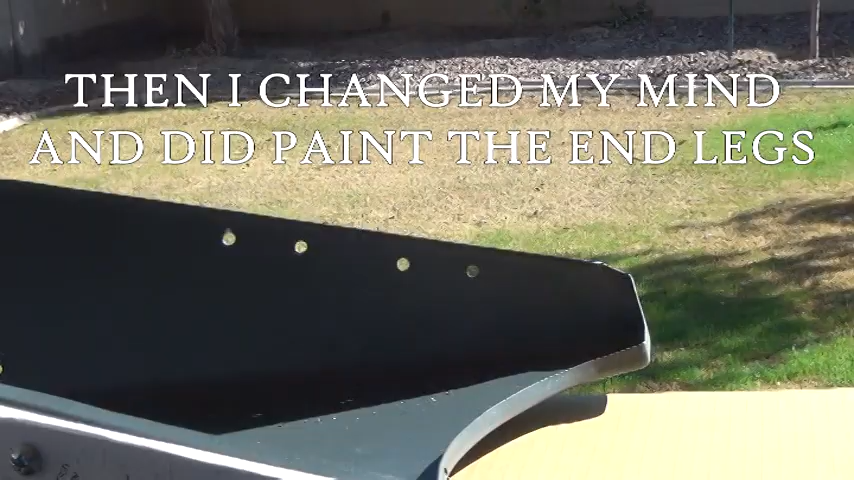 THEN I CHANGED MY MIND
AND DID PAINT THE END LEGS